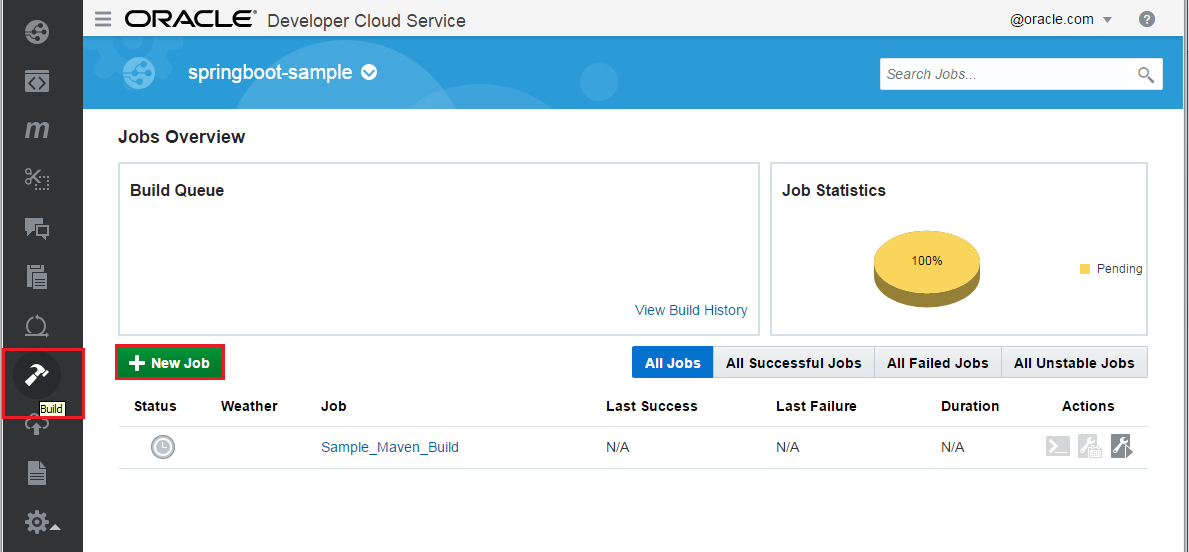 ORACLE® Developer Cloud Service
@oracle.com
springboot-sample
Search Jobs...
Jobs Overview
Build Queue
View Build History
Job Statistics
100%
Pending
New Job
All Jobs All Successful Jobs All Failed Jobs All Unstable Jobs
Status Weather Job Last Success Last Failure Duration Actions
Sample_Maven_Build N/A N/A N/A
m
Build